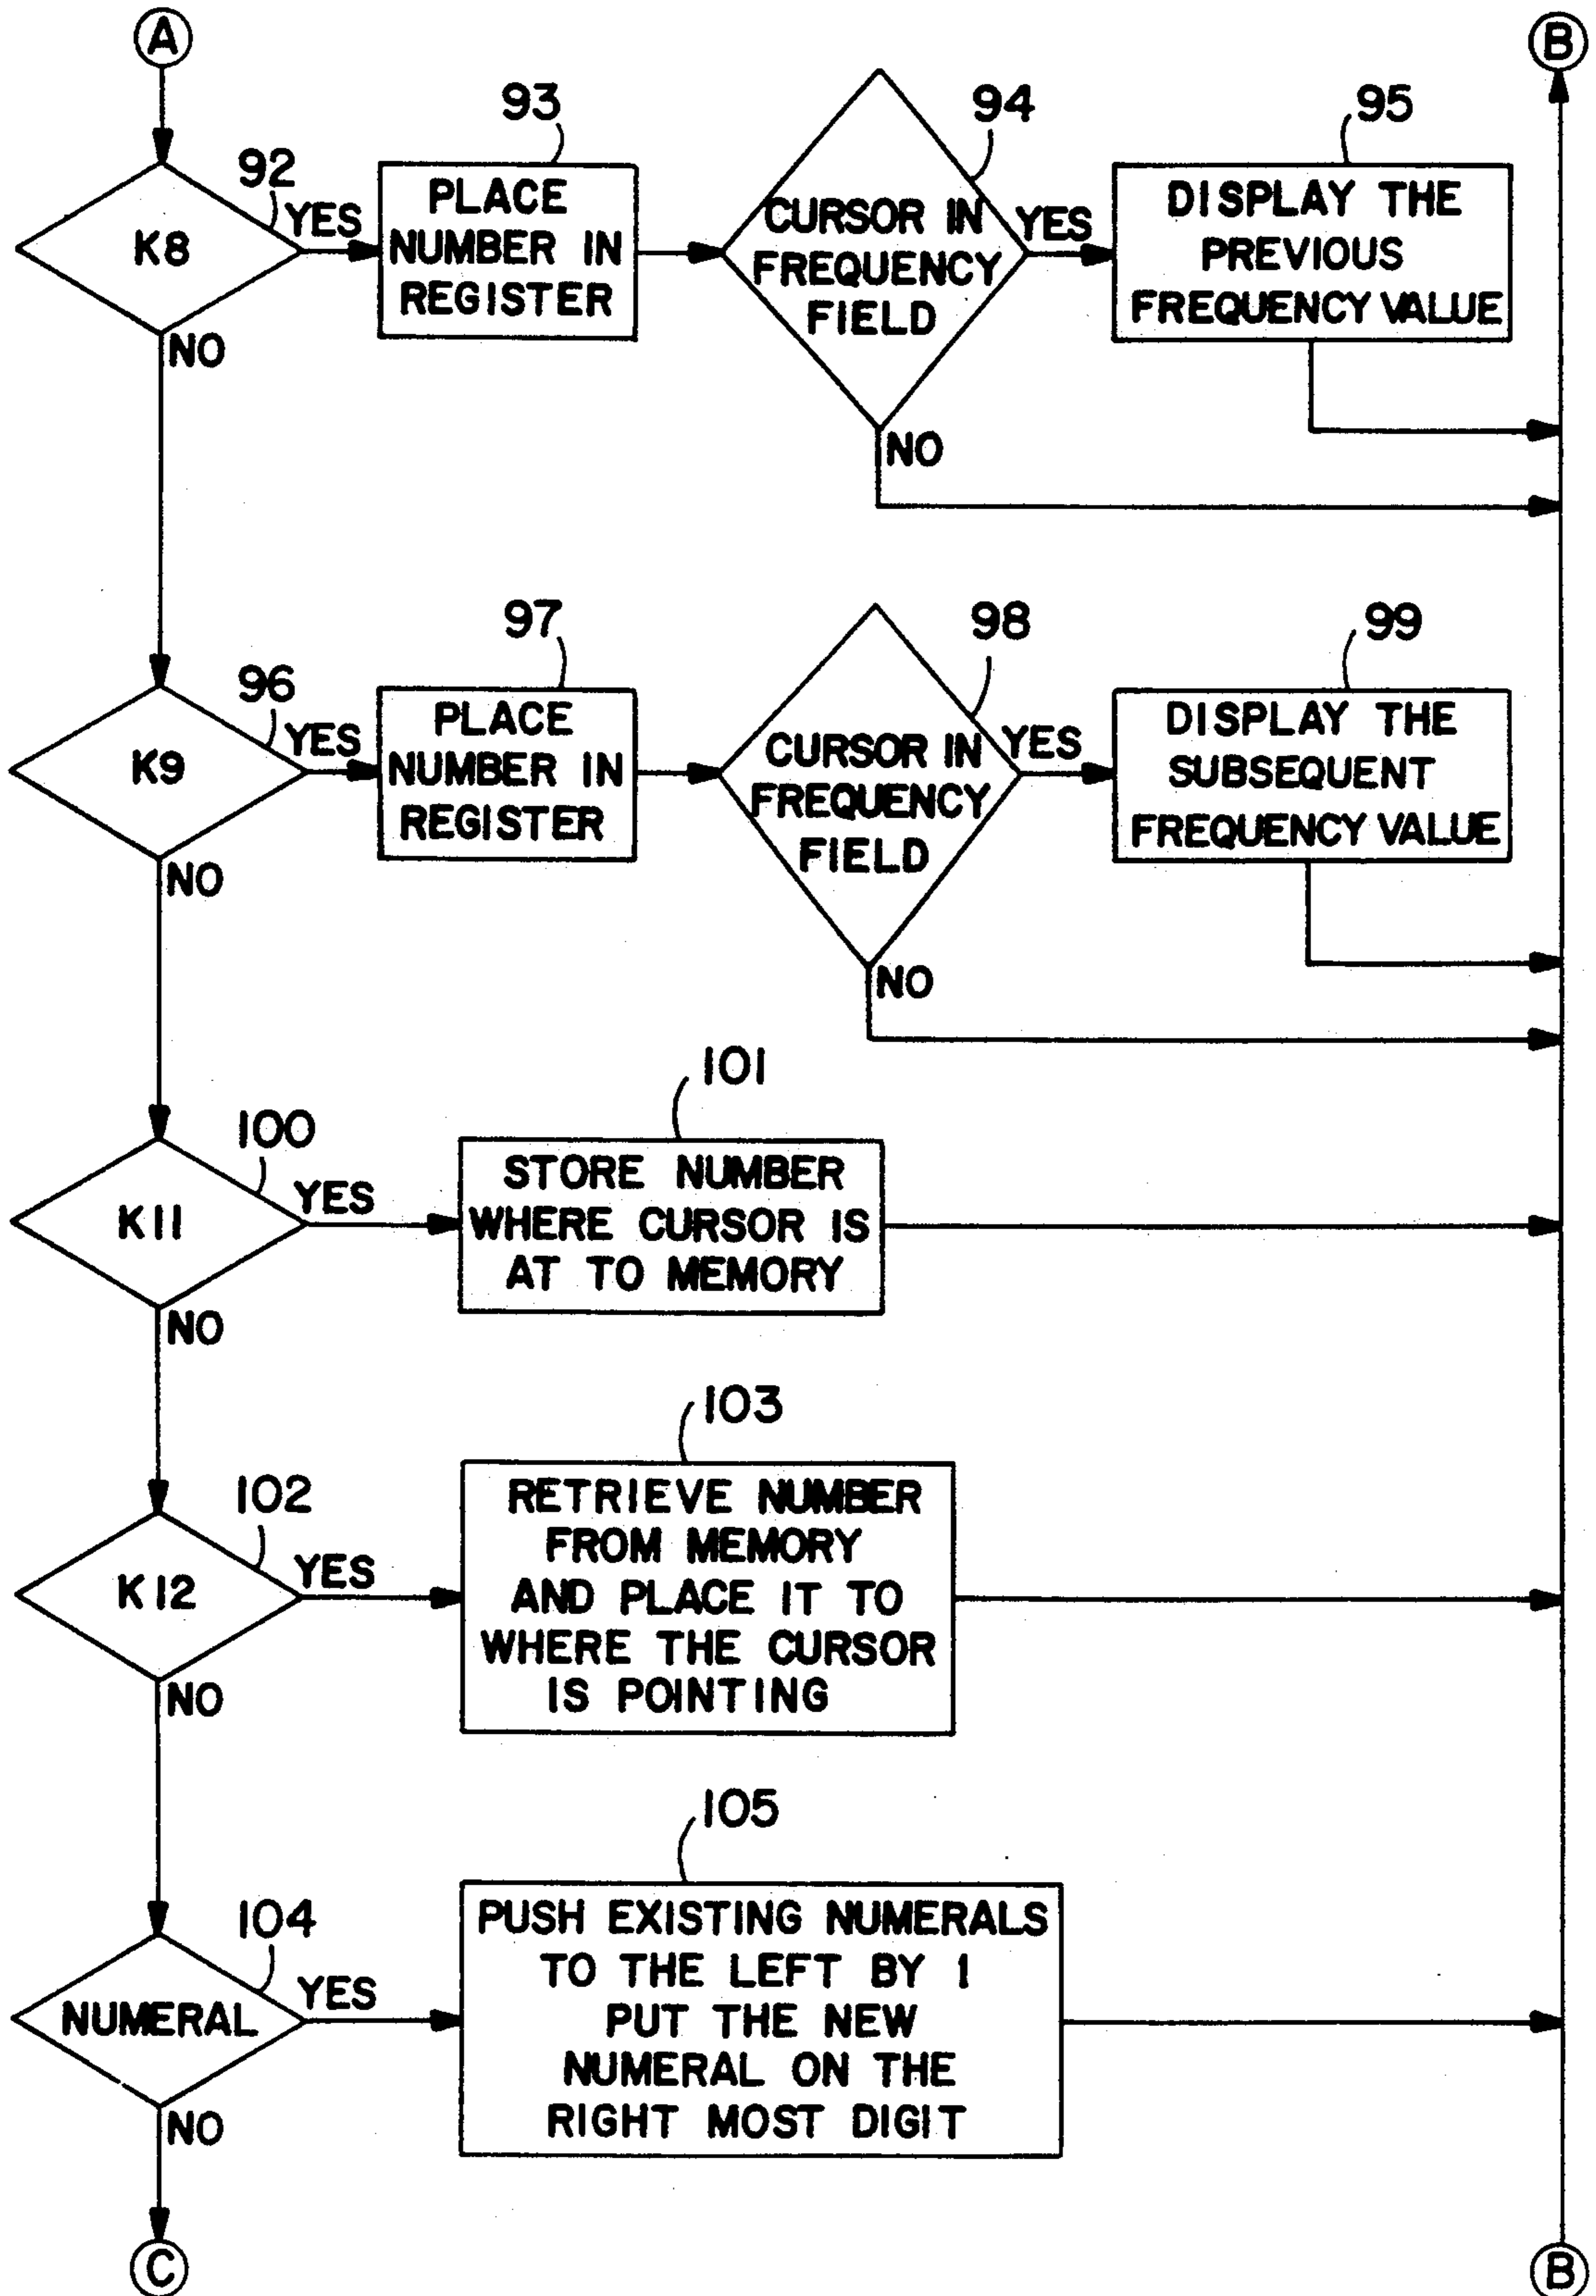 A
B
92
K8
YES
NO
93
PLACE
NUMBER IN
REGISTER
94
CURSOR IN
FREQUENCY
FIELD
YES
NO
95
DISPLAY THE
PREVIOUS
FREQUENCY VALUE
96
K9
YES
NO
97
PLACE
NUMBER IN
REGISTER
98
CURSOR IN
FREQUENCY
FIELD
YES
NO
99
DISPLAY THE
SUBSEQUENT
FREQUENCY VALUE
100
K11
YES
NO
101
STORE NUMBER
WHERE CURSOR IS
AT TO MEMORY
102
K12
YES
NO
103
RETRIEVE NUMBER
FROM MEMORY
AND PLACE IT TO
WHERE THE CURSOR
IS POINTING
104
NUMERAL
YES
NO
105
PUSH EXISTING NUMERALS
TO THE LEFT BY 1
PUT THE NEW
NUMERAL ON THE
RIGHT MOST DIGIT
C
B